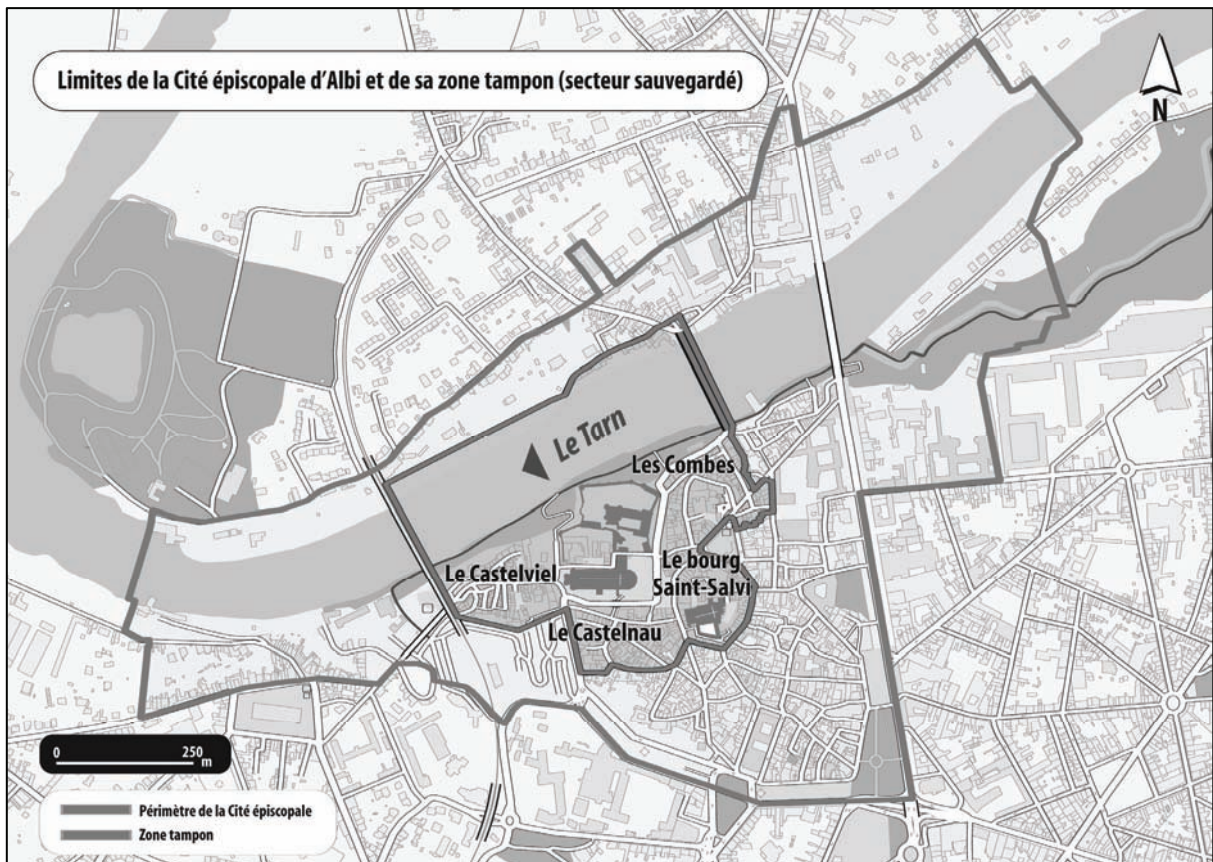 Limites de la Cité épiscopale d'Albi et de sa zone tampon (secteur sauvegardé)
N
Le Tarn
Les Combes
Le Castelviel
Le bourg
Saint-Salvi
Le Castelnau
0 250
m
Périmètre de la Cité épiscopale
Zone tampon